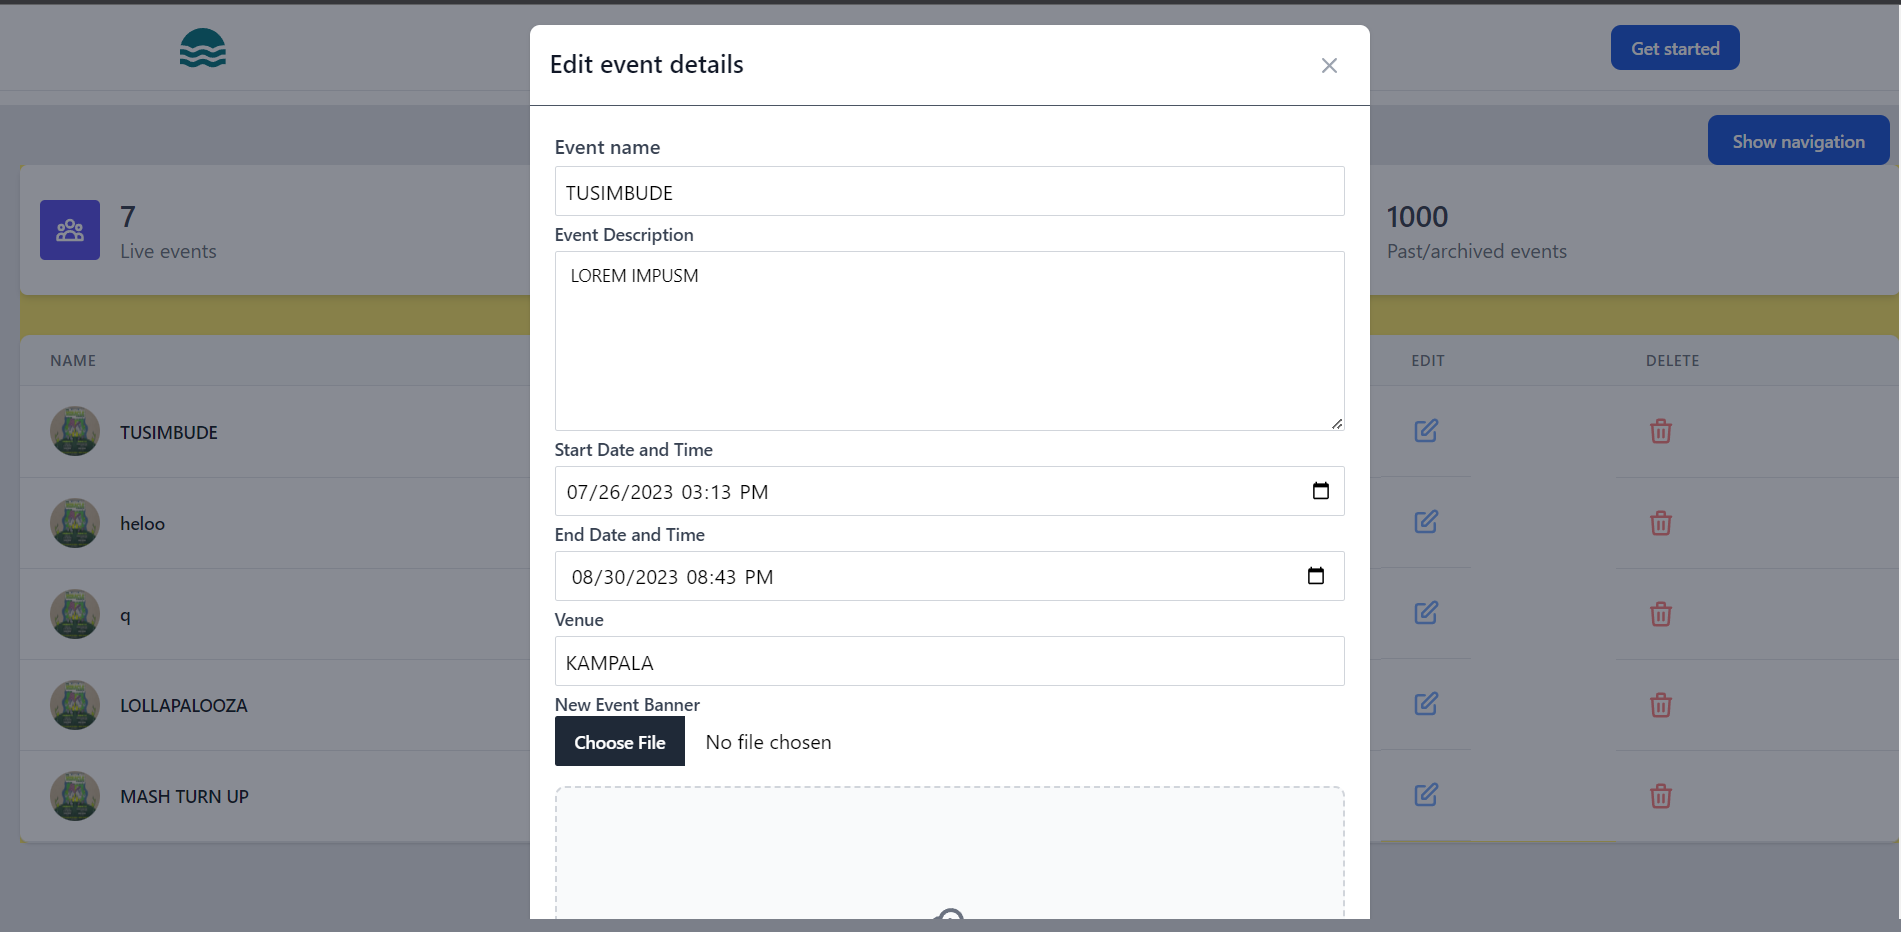 Get started
Show navigation
7
Live events
1000
Past/archived events
NAME
EDIT
DELETE
TUSIMBUDE
heloo
q
LOLLAPALOOZA
MASH TURN UP
Edit event details
Event name
TUSIMBUDE
Event Description
LOREM IMPUSM
Start Date and Time
07/26/2023 03:13 PM
End Date and Time
08/30/2023 08:43 PM
Venue
KAMPALA
New Event Banner
Choose File No file chosen